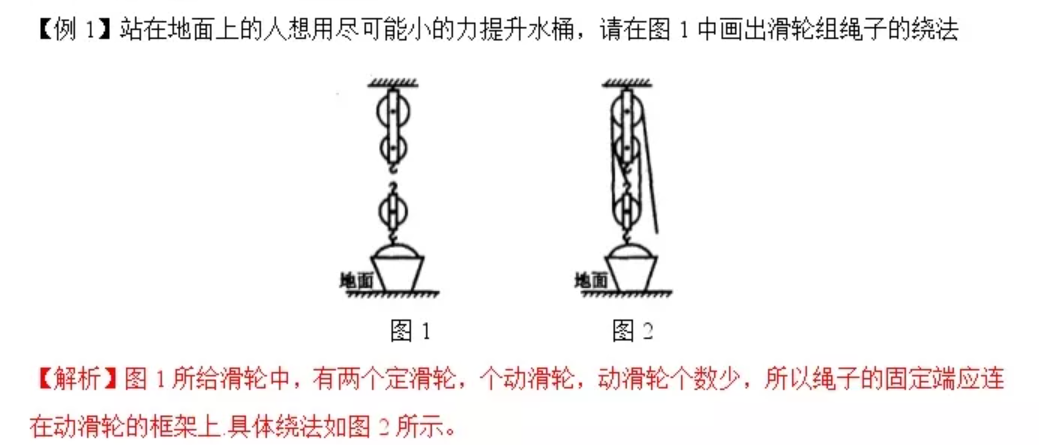 【例 1】站在地面上的人想用尽可能小的力提升水桶，请在图 1 中画出滑轮组绳子的绕法
地面
地面
图 1
图 2
【解析】图 1 所给滑轮中，有两个定滑轮，个动滑轮，动滑轮个数少，所以绳子的固定端应连
在动滑轮的框架上.具体绕法如图 2 所示。